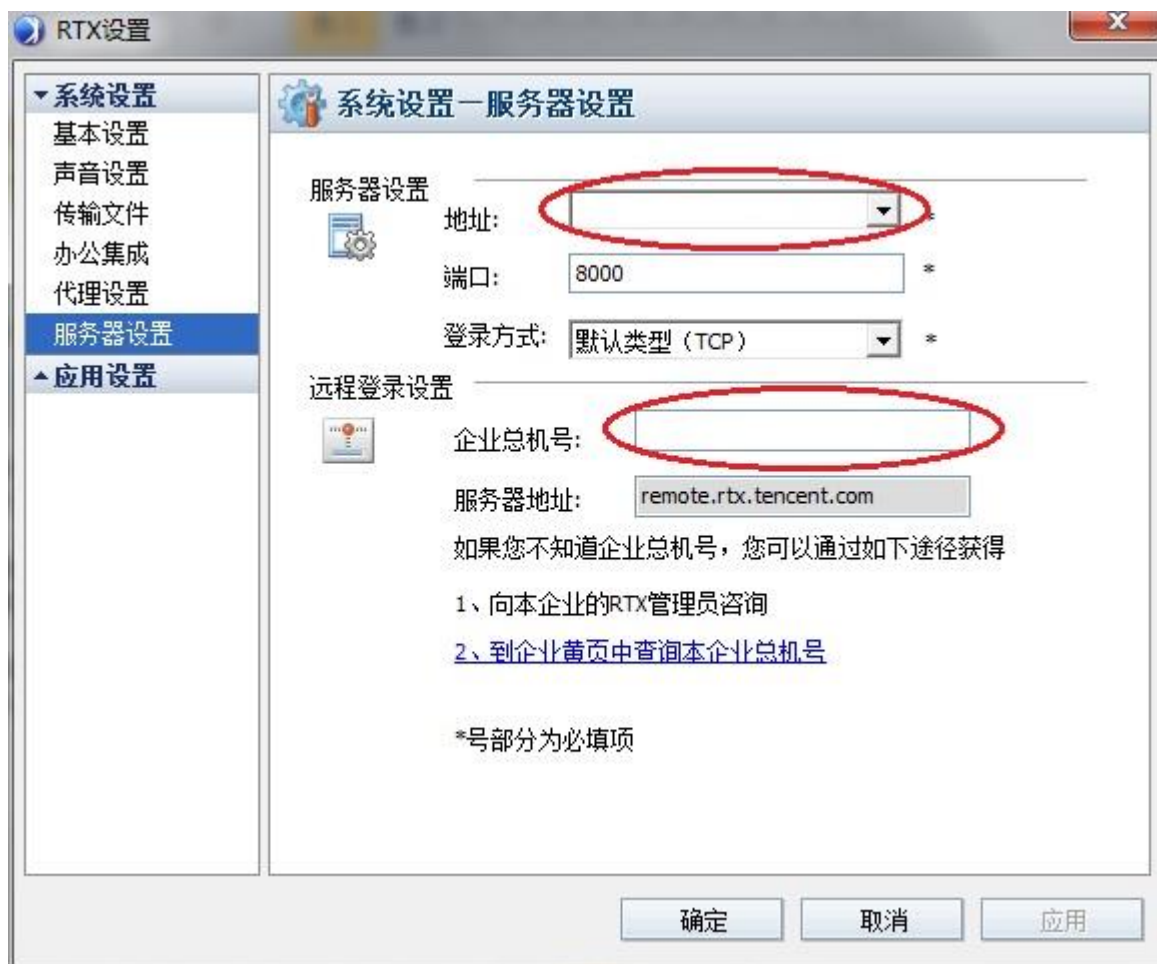 RTX设置
系统设置
基本设置
声音设置
传输文件
办公集成
代理设置
服务器设置
应用设置
系统设置－服务器设置
服务器设置
地址: *
端口: 8000 *
登录方式: 默认类型（TCP） *
远程登录设置
企业总机号:
服务器地址: remote.rtx.tencent.com
如果您不知道企业总机号，您可以通过如下途径获得
1、向本企业的RTX管理员咨询
2、到企业黄页中查询本企业总机号
*号部分为必填项
确定 取消 应用